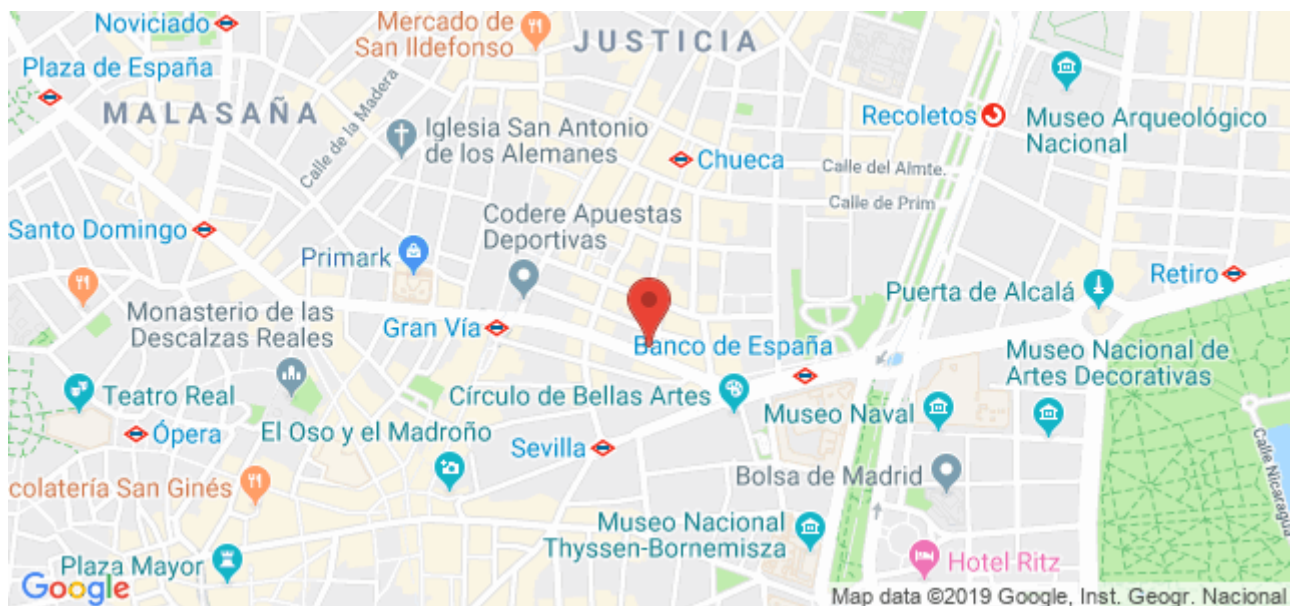 Noviciado
Mercado de
San Ildefonso
JUSTICIA
Plaza de España
MALASAÑA
Calle de la Madera
Iglesia San Antonio
de los Alemanes
Chueca
Recoletos
Museo Arqueológico
Nacional
Calle del Almte.
Calle de Prim
Santo Domingo
Codere Apuestas
Deportivas
Primark
Retiro
Puerta de Alcalá
Monasterio de las
Descalzas Reales
Gran Vía
Banco de España
Museo Nacional de
Artes Decorativas
Teatro Real
Círculo de Bellas Artes
Museo Naval
Ópera
El Oso y el Madroño
Sevilla
Calle Nicaragua
colatería San Ginés
Bolsa de Madrid
Museo Nacional
Thyssen-Bornemisza
Plaza Mayor
Hotel Ritz
Google
Map data ©2019 Google, Inst. Geogr. Nacional